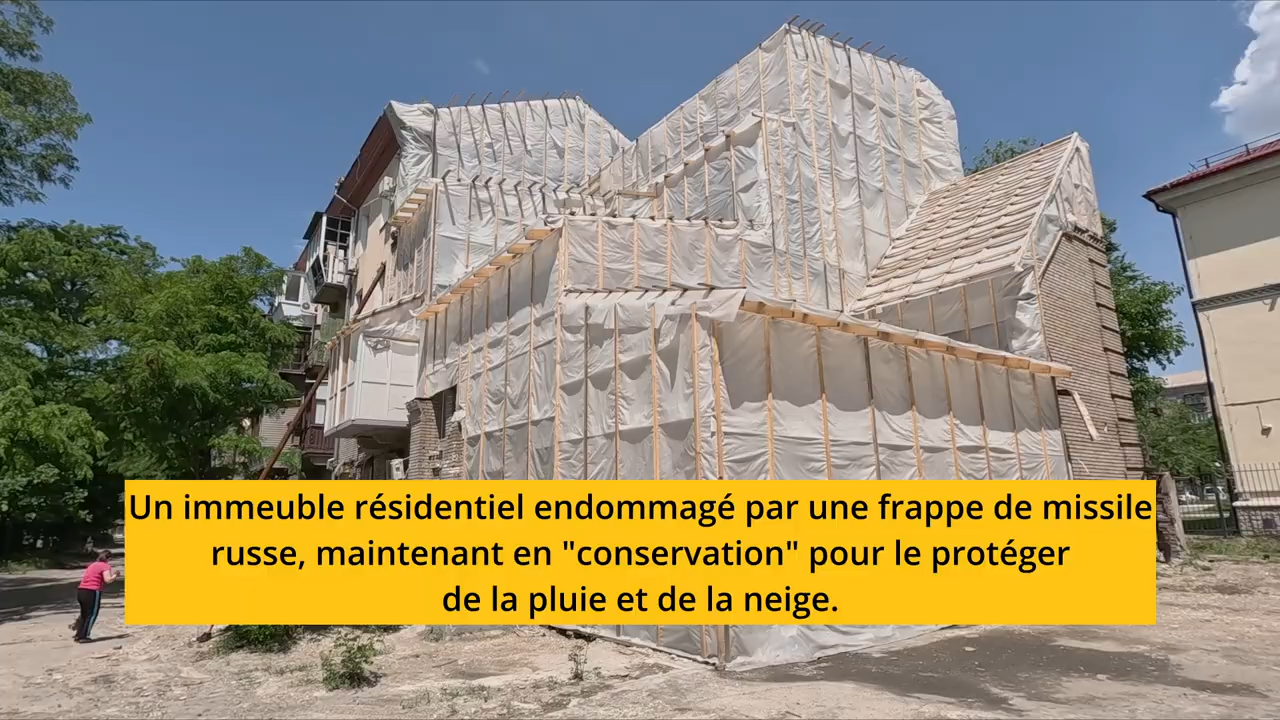 Un immeuble résidentiel endommagé par une frappe de missile
russe, maintenant en "conservation" pour le protéger
de la pluie et de la neige.